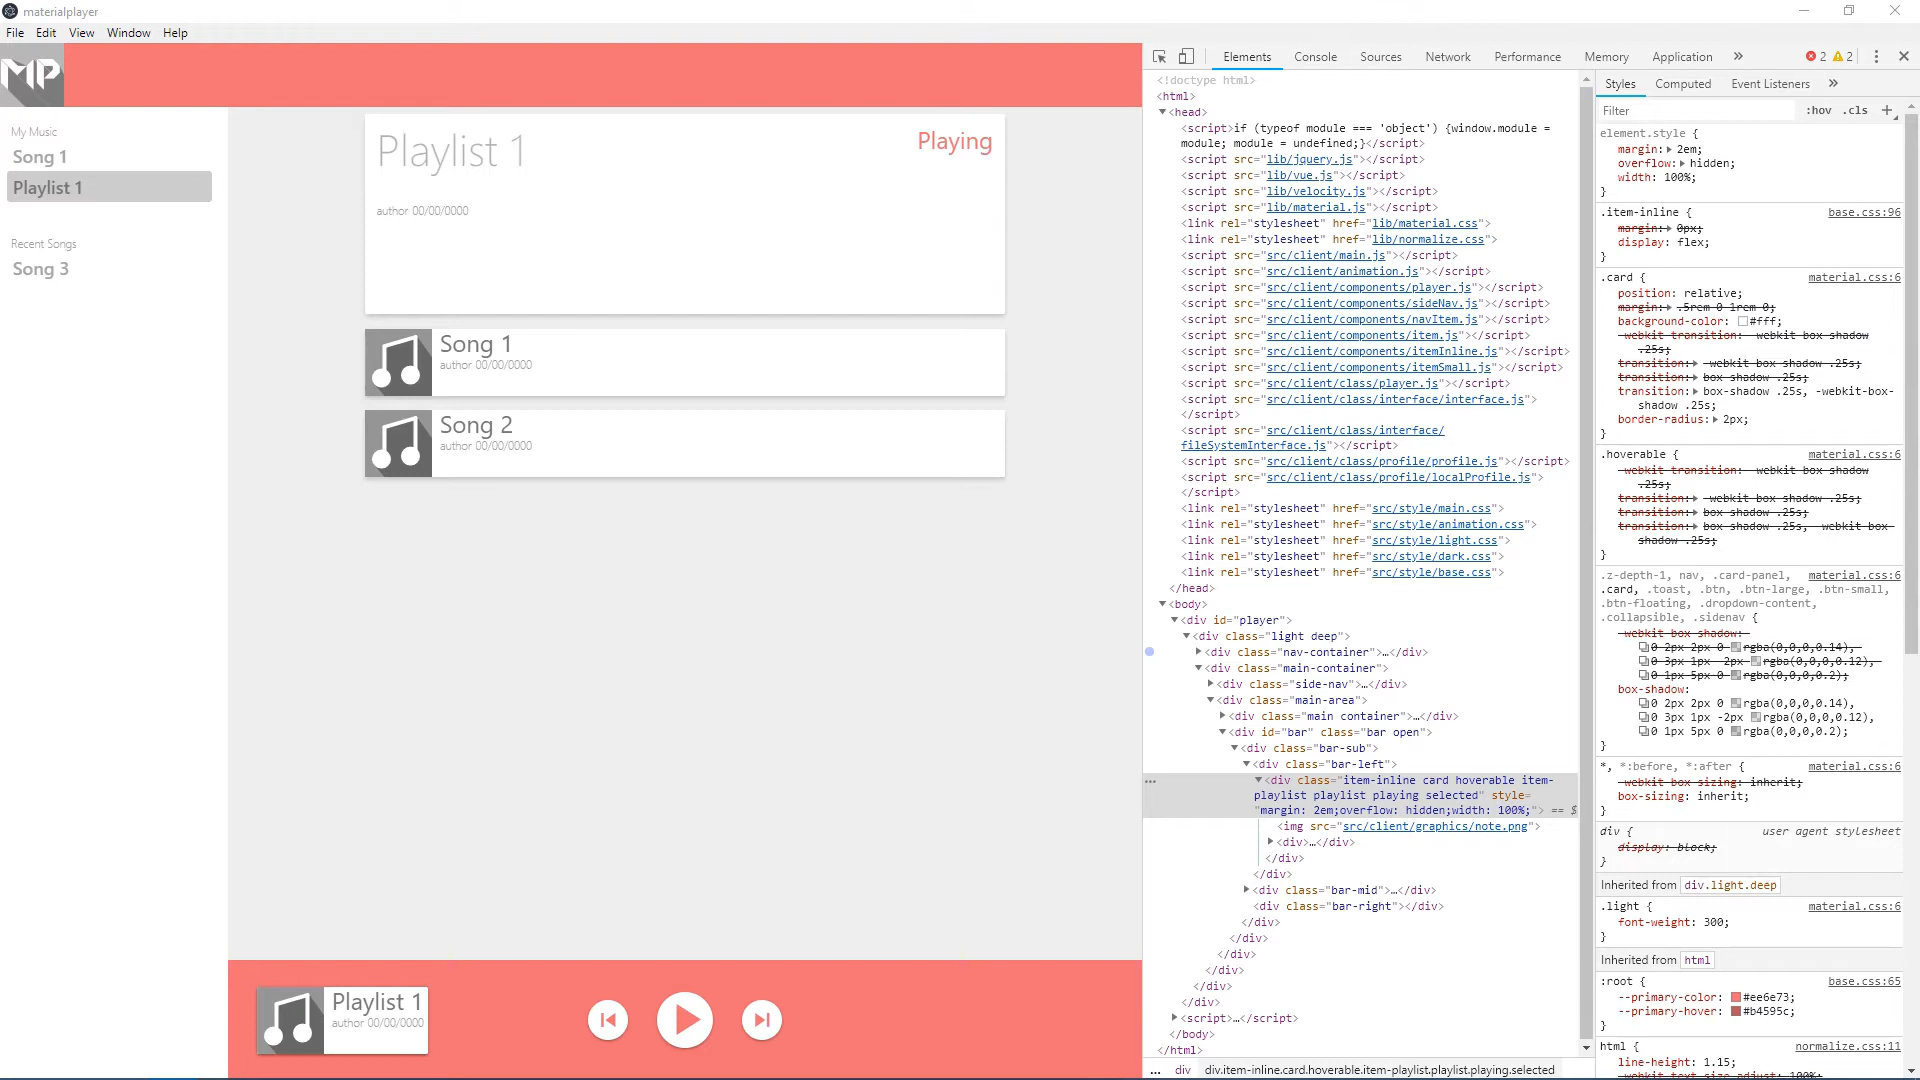 materialplayer
File Edit View Window Help
MP
My Music
Song 1
Playlist 1
Recent Songs
Song 3
Playlist 1
Playing
author 00/00/0000
Song 1
author 00/00/0000
Song 2
author 00/00/0000
Playlist 1
author 00/00/0000
Elements Console Sources Network Performance Memory Application » 2 2
<!doctype html>
<html>
<head>
<script>if (typeof module === 'object') {window.module =
module; module = undefined;}</script>
<script src="lib/jquery.js"></script>
<script src="lib/vue.js"></script>
<script src="lib/velocity.js"></script>
<script src="lib/material.js"></script>
<link rel="stylesheet" href="lib/material.css">
<link rel="stylesheet" href="lib/normalize.css">
<script src="src/client/main.js"></script>
<script src="src/client/animation.js"></script>
<script src="src/client/components/player.js"></script>
<script src="src/client/components/sideNav.js"></script>
<script src="src/client/components/navItem.js"></script>
<script src="src/client/components/item.js"></script>
<script src="src/client/components/itemInline.js"></script>
<script src="src/client/components/itemSmall.js"></script>
<script src="src/client/class/player.js"></script>
<script src="src/client/class/interface/interface.js">
</script>
<script src="src/client/class/interface/
fileSystemInterface.js"></script>
<script src="src/client/class/profile/profile.js"></script>
<script src="src/client/class/profile/localProfile.js">
</script>
<link rel="stylesheet" href="src/style/main.css">
<link rel="stylesheet" href="src/style/animation.css">
<link rel="stylesheet" href="src/style/light.css">
<link rel="stylesheet" href="src/style/dark.css">
<link rel="stylesheet" href="src/style/base.css">
</head>
<body>
<div id="player">
<div class="light deep">
<div class="nav-container">…</div>
<div class="main-container">
<div class="side-nav">…</div>
<div class="main-area">
<div class="main container">…</div>
<div id="bar" class="bar open">
<div class="bar-sub">
<div class="bar-left">
<div class="item-inline card hoverable item-
playlist playlist playing selected" style=
"margin: 2em;overflow: hidden;width: 100%;"> == $
<img src="src/client/graphics/note.png">
<div>…</div>
</div>
</div>
<div class="bar-mid">…</div>
<div class="bar-right"></div>
</div>
</div>
</div>
</div>
</div>
</div>
<script>…</script>
</body>
</html>
... div div.item-inline.card.hoverable.item-playlist.playlist.playing.selected
Styles Computed Event Listeners »
Filter :hov .cls +
element.style {
margin: 2em;
overflow: hidden;
width: 100%;
}
.item-inline { base.css:96
margin: 0px;
display: flex;
}
.card { material.css:6
position: relative;
margin: .5rem 0 1rem 0;
background-color: #fff;
-webkit-transition: -webkit-box-shadow
.25s;
transition: -webkit-box-shadow .25s;
transition: box-shadow .25s;
transition: box-shadow .25s, -webkit-box-
shadow .25s;
border-radius: 2px;
}
.hoverable { material.css:6
-webkit-transition: -webkit-box-shadow
.25s;
transition: -webkit-box-shadow .25s;
transition: box-shadow .25s;
transition: box-shadow .25s, -webkit-box-
shadow .25s;
}
.z-depth-1, nav, .card-panel, material.css:6
.card, .toast, .btn, .btn-large, .btn-small,
.btn-floating, .dropdown-content,
.collapsible, .sidenav {
-webkit-box-shadow:
0 2px 2px 0 rgba(0,0,0,0.14),
0 3px 1px -2px rgba(0,0,0,0.12),
0 1px 5px 0 rgba(0,0,0,0.2);
box-shadow:
0 2px 2px 0 rgba(0,0,0,0.14),
0 3px 1px -2px rgba(0,0,0,0.12),
0 1px 5px 0 rgba(0,0,0,0.2);
}
*, *:before, *:after { material.css:6
-webkit-box-sizing: inherit;
box-sizing: inherit;
}
div { user agent stylesheet
display: block;
}
Inherited from div.light.deep
.light { material.css:6
font-weight: 300;
}
Inherited from html
:root { base.css:65
--primary-color: #ee6e73;
--primary-hover: #b4595c;
}
html { normalize.css:11
line-height: 1.15;
-webkit-text-size-adjust: 100%;